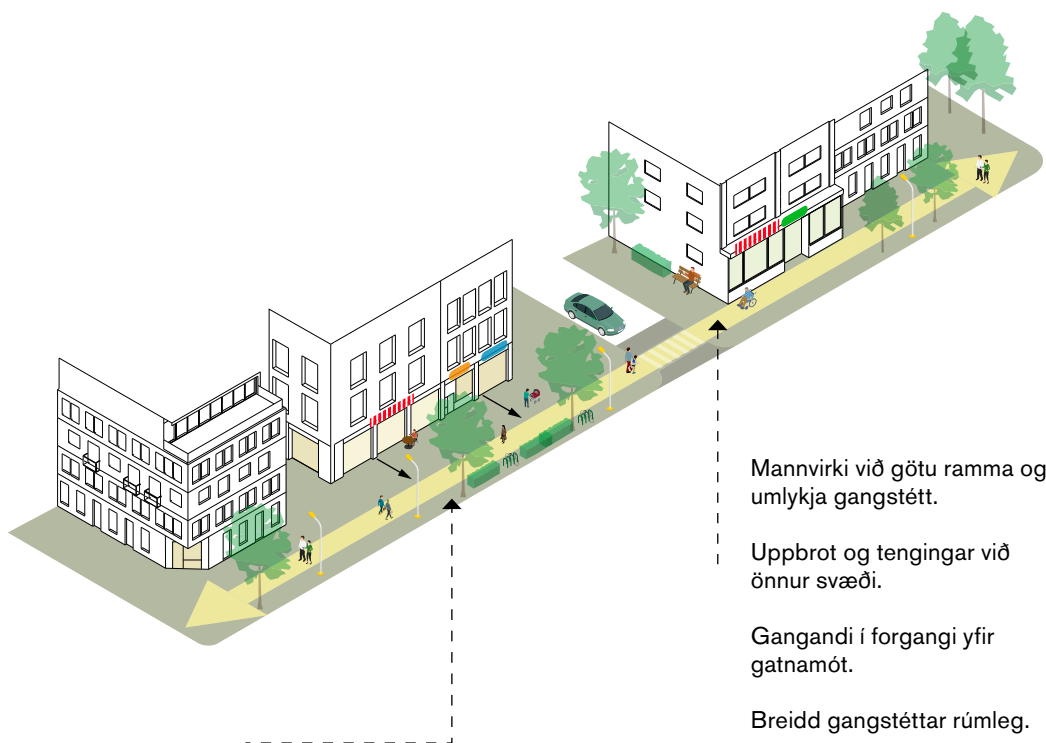 Mannvirki við götu ramma og
umlykja gangstétt.
Uppbrot og tengingar við
önnur svæði.
Gangandi í forgangi yfir
gatnamót.
Breidd gangstéttar rúmleg.